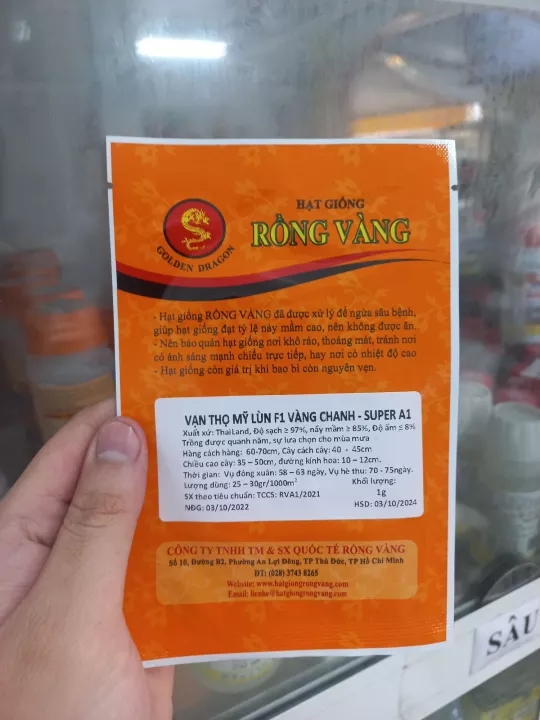 HẠT GIỐNG
RỒNG VÀNG
GOLDEN DRAGON
- Hạt giống RỒNG VÀNG đã được xử lý để ngừa sâu bệnh,
giúp hạt giống đạt tỷ lệ nảy mầm cao, nên không được ăn.
- Nên bảo quản hạt giống nơi khô ráo, thoáng mát, tránh nơi
có ánh sáng mạnh chiếu trực tiếp, hay nơi có nhiệt độ cao
- Hạt giống còn giá trị khi bao bì còn nguyên vẹn.
VẠN THỌ MỸ LÙN F1 VÀNG CHANH - SUPER A1
Xuất xứ: ThaiLand, Độ sạch ≥ 97%, nẩy mầm ≥ 85%, Độ ẩm ≤ 8%
Trồng được quanh năm, sự lưa chọn cho mùa mưa
Hàng cách hàng: 60-70cm, Cây cách cây: 40 - 45cm
Chiều cao cây: 35 – 50cm, đường kính hoa: 10 – 12cm.
Thời gian: Vụ đông xuân: 58 – 63 ngày, Vụ hè thu: 70 - 75ngày.
Lượng dùng: 25 – 30gr/1000m²
Khối lượng:
SX theo tiêu chuẩn: TCCS: RVA1/2021
1g
NĐG: 03/10/2022
HSD: 03/10/2024
CÔNG TY TNHH TM & SX QUỐC TẾ RỒNG VÀNG
Số 10, Đường B2, Phường An Lợi Đông, TP Thủ Đức, TP Hồ Chí Minh
ĐT: (028) 3743 8265
Website: www.hatgiongrongvang.com
Email: lienhe@hatgiongrongvang.com
SÂU